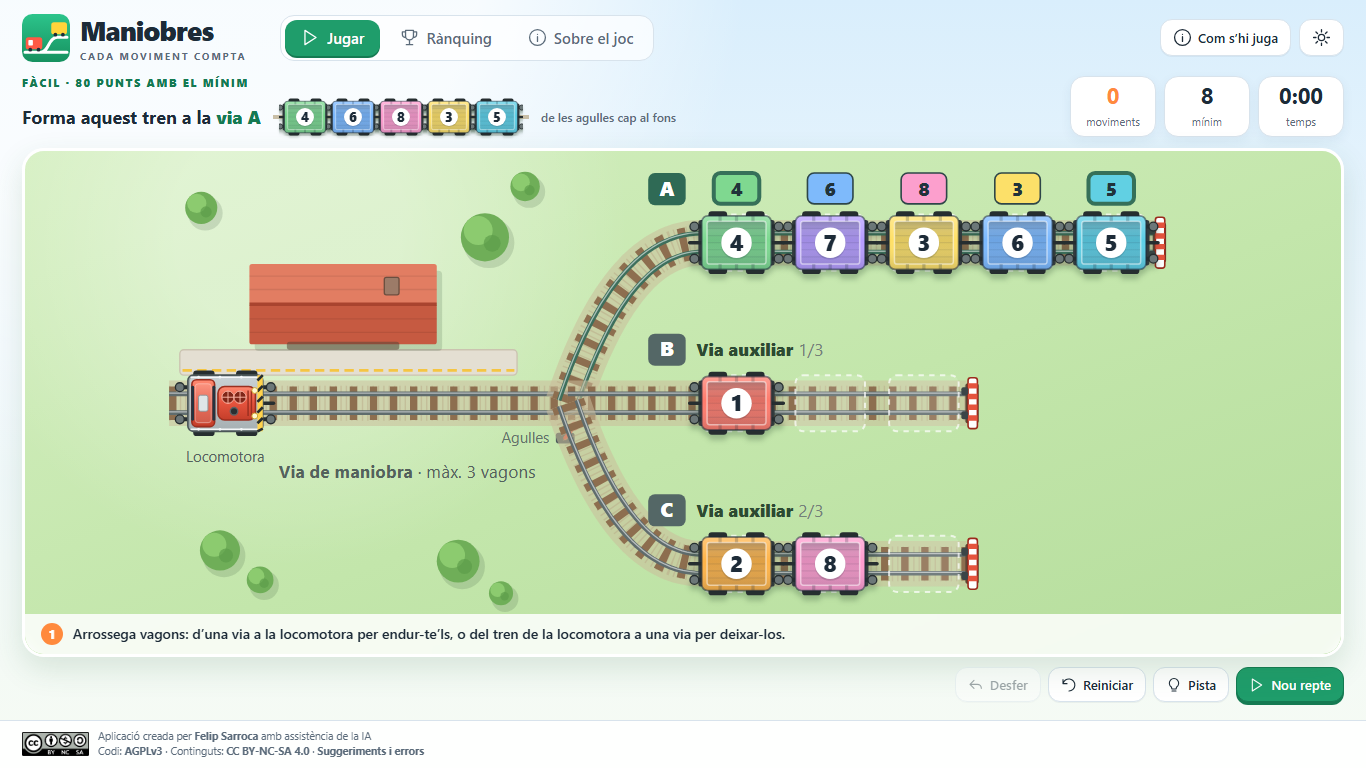 Maniobres
CADA MOVIMENT COMPTA
Jugar
Rànquing
Sobre el joc
Com s’hi juga
FÀCIL · 80 PUNTS AMB EL MÍNIM
Forma aquest tren a la via A
4 6 8 3 5
de les agulles cap al fons
0
moviments
8
mínim
0:00
temps
A 4 6 8 3 5
4 7 3 6 5
B Via auxiliar 1/3
1
Agulles
Locomotora
Via de maniobra · màx. 3 vagons
C Via auxiliar 2/3
2 8
1 Arrossega vagons: d’una via a la locomotora per endur-te’ls, o del tren de la locomotora a una via per deixar-los.
Desfer
Reiniciar
Pista
Nou repte
cc BY NC SA
Aplicació creada per Felip Sarroca amb assistència de la IA
Codi: AGPLv3 · Continguts: CC BY-NC-SA 4.0 · Suggeriments i errors